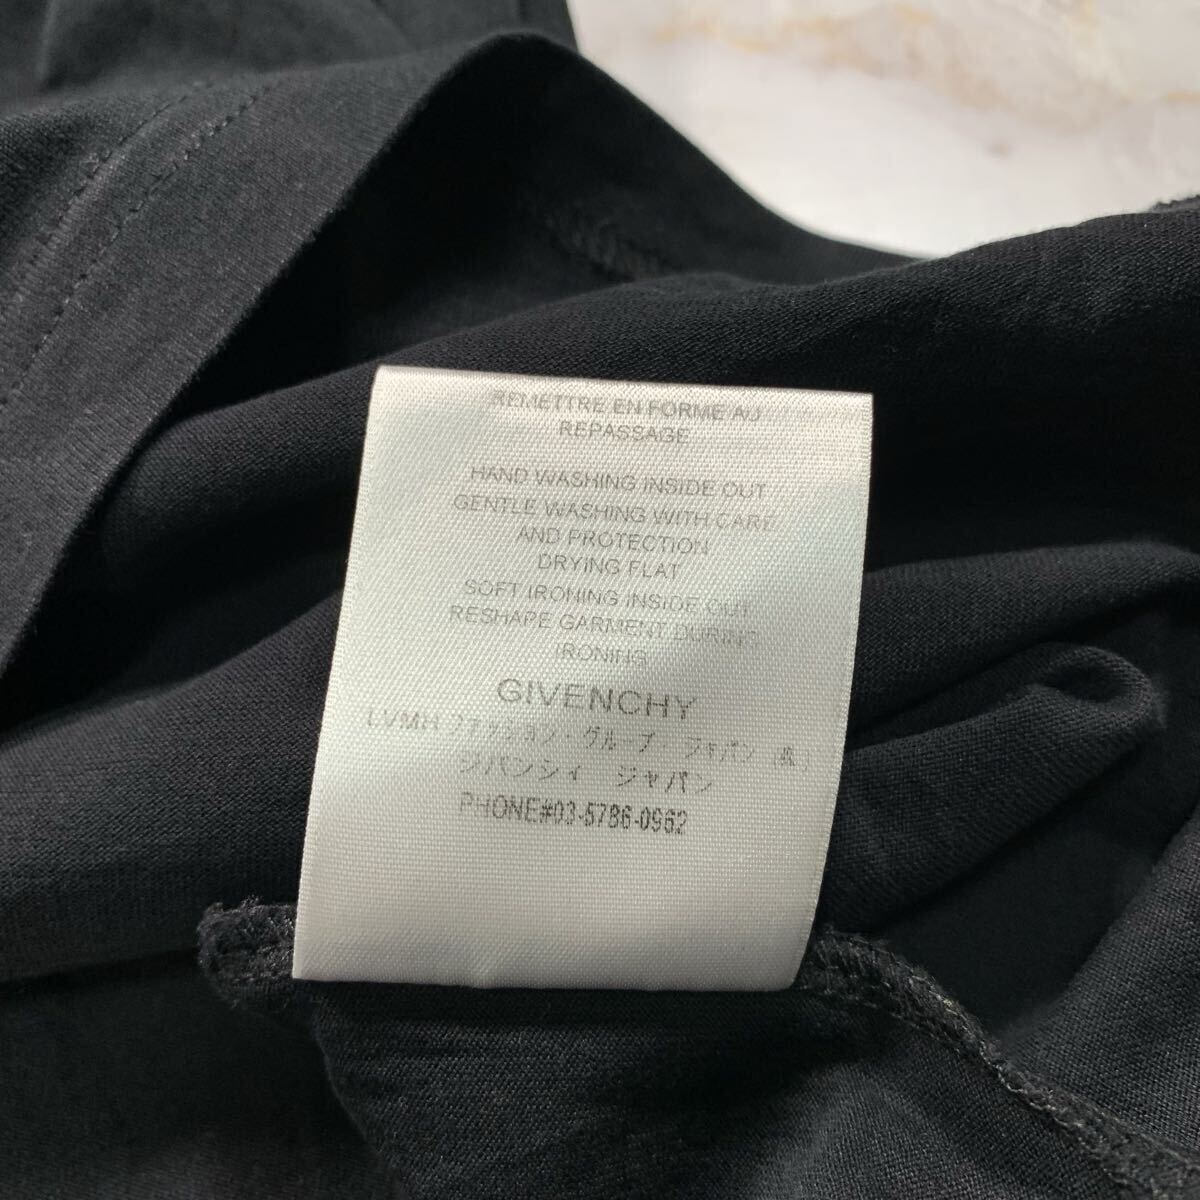 REMETTRE EN FORME AU
REPASSAGE
HAND WASHING INSIDE OUT
GENTLE WASHING WITH CARE
AND PROTECTION
DRYING FLAT
SOFT IRONING INSIDE OUT
RESHAPE GARMENT DURING
IRONING
GIVENCHY
LVMH ファッション・グループ・ジャパン(株)
ジバンシィ ジャパン
PHONE#03-5786-0962